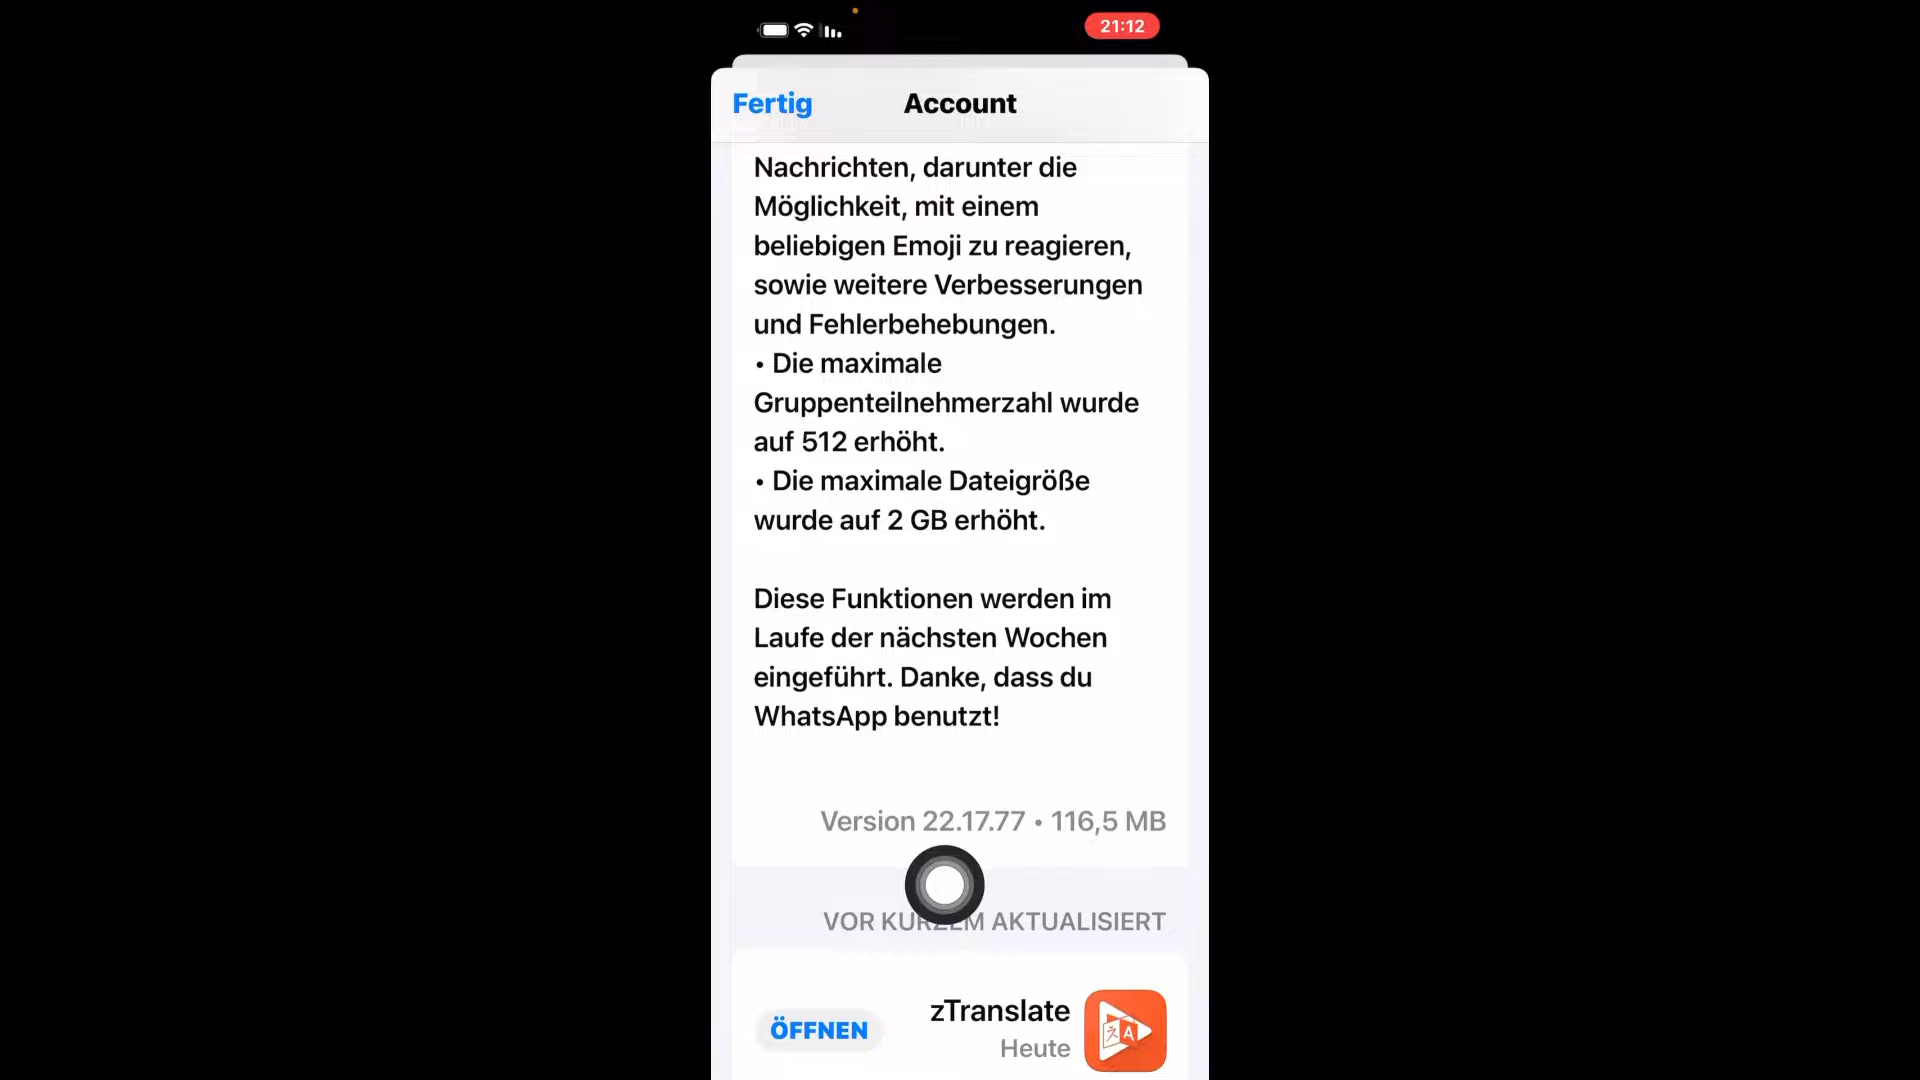 21:12
Fertig
Account
Nachrichten, darunter die
Möglichkeit, mit einem
beliebigen Emoji zu reagieren,
sowie weitere Verbesserungen
und Fehlerbehebungen.
• Die maximale
Gruppenteilnehmerzahl wurde
auf 512 erhöht.
• Die maximale Dateigröße
wurde auf 2 GB erhöht.
Diese Funktionen werden im
Laufe der nächsten Wochen
eingeführt. Danke, dass du
WhatsApp benutzt!
Version 22.17.77 • 116,5 MB
VOR KURZEM AKTUALISIERT
zTranslate
ÖFFNEN
Heute